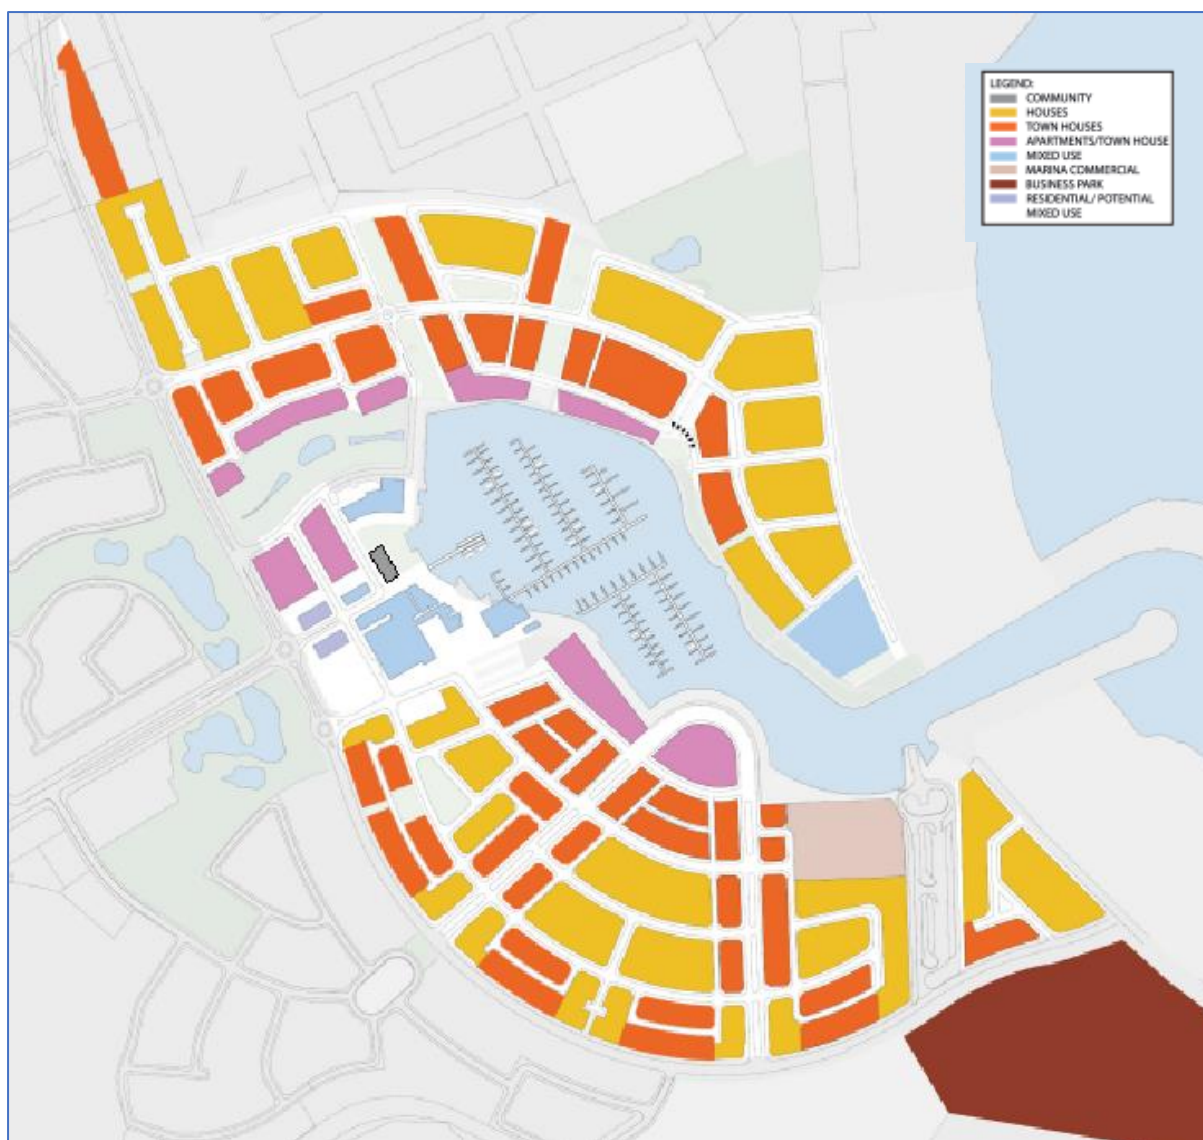 LEGEND:
COMMUNITY
HOUSES
TOWN HOUSES
APARTMENTS/TOWN HOUSE
MIXED USE
MARINA COMMERCIAL
BUSINESS PARK
RESIDENTIAL/ POTENTIAL
MIXED USE